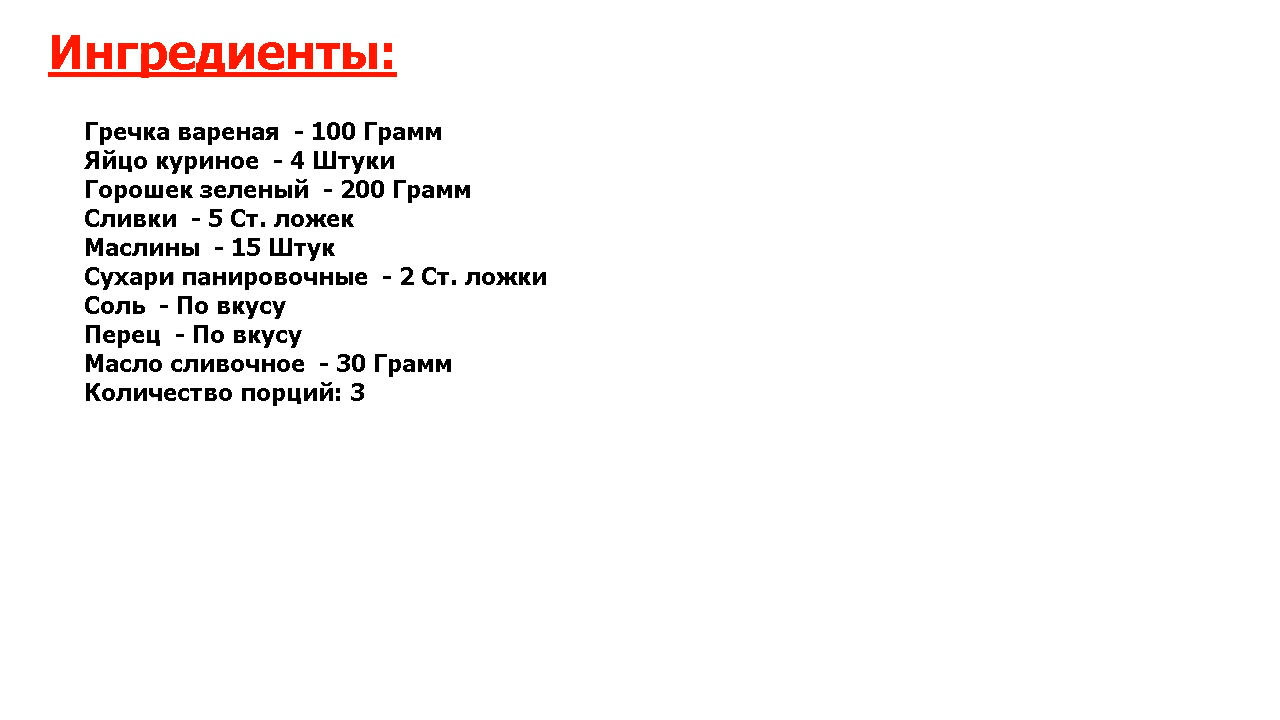 Ингредиенты:
Гречка вареная - 100 Грамм
Яйцо куриное - 4 Штуки
Горошек зеленый - 200 Грамм
Сливки - 5 Ст. ложек
Маслины - 15 Штук
Сухари панировочные - 2 Ст. ложки
Соль - По вкусу
Перец - По вкусу
Масло сливочное - 30 Грамм
Количество порций: 3